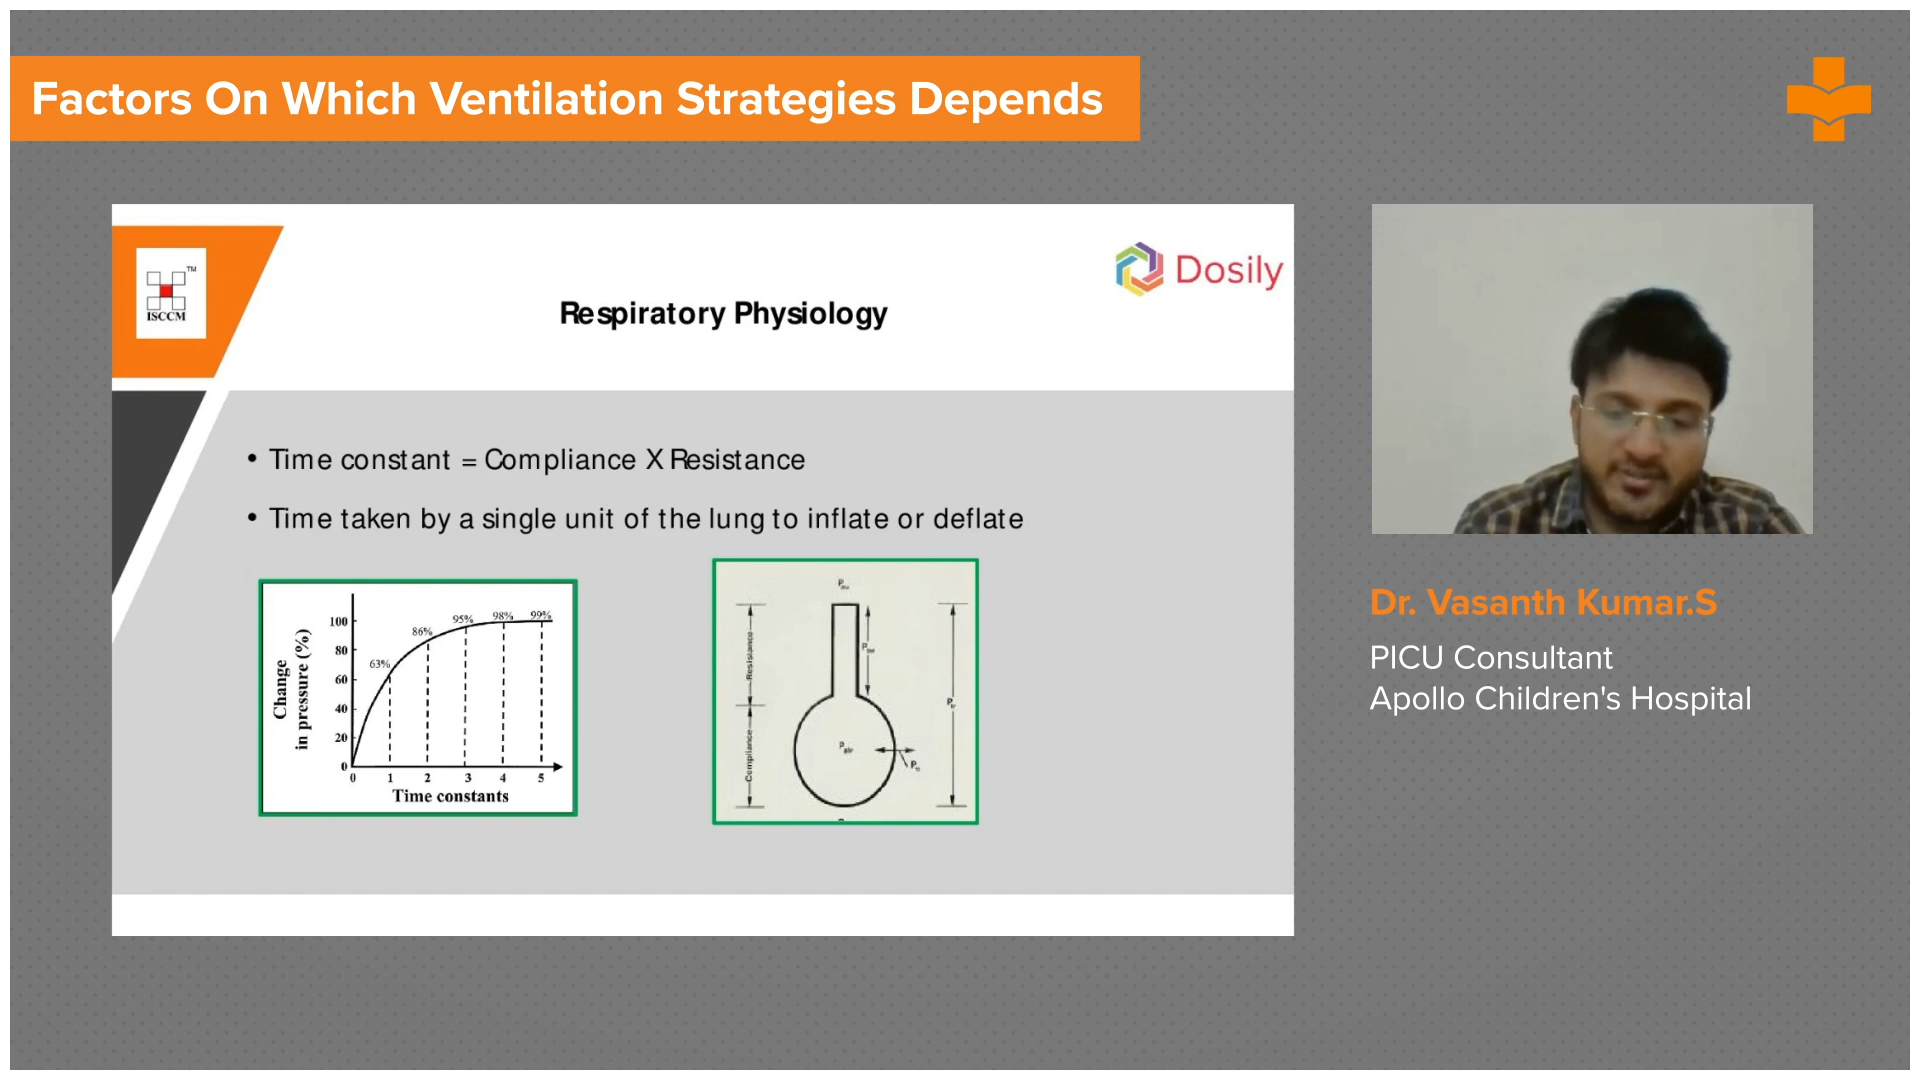 Factors On Which Ventilation Strategies Depends
TM
ISCCM
Dosily
Respiratory Physiology
• Time constant = Compliance X Resistance
• Time taken by a single unit of the lung to inflate or deflate
Change
in pressure (%)
100
80
60
40
20
0
63%
86%
95%
98%
99%
0 1 2 3 4 5
Time constants
Resistance
Compliance
Dr. Vasanth Kumar.S
PICU Consultant
Apollo Children's Hospital